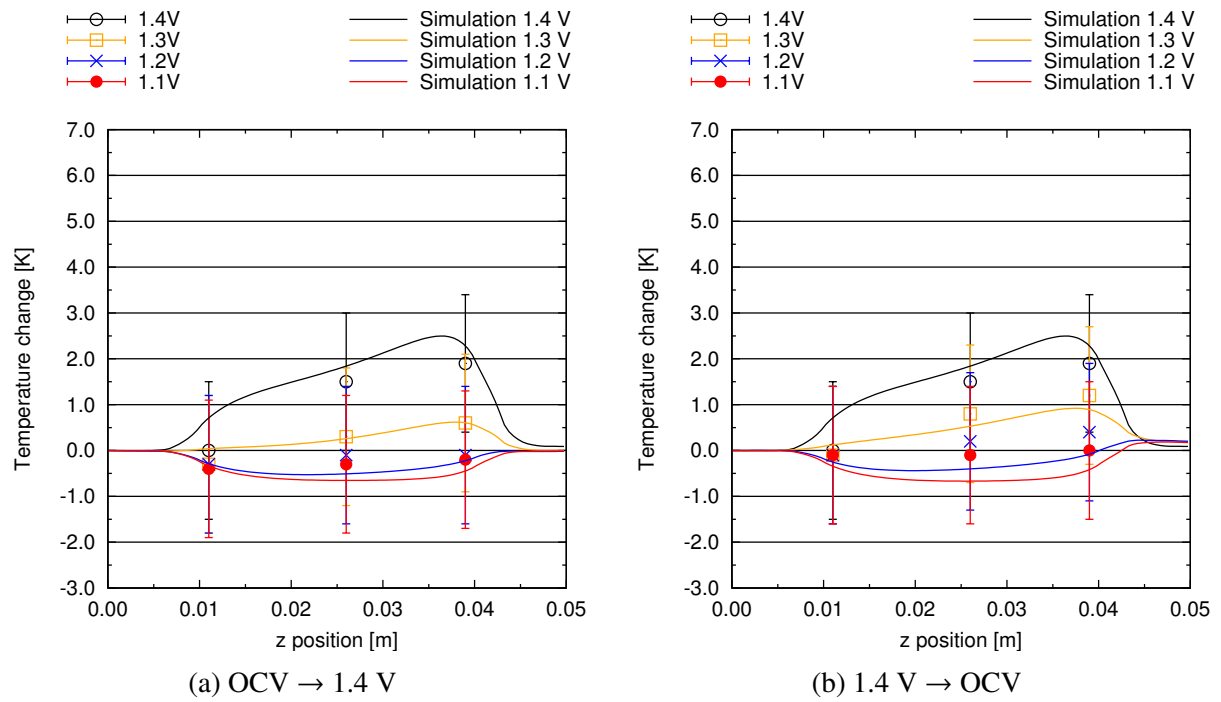 1.4V Simulation 1.4 V
1.3V Simulation 1.3 V
1.2V Simulation 1.2 V
1.1V Simulation 1.1 V
7.0
6.0
5.0
4.0
3.0
2.0
1.0
0.0
-1.0
-2.0
-3.0
Temperature change [K]
0.00 0.01 0.02 0.03 0.04 0.05
z position [m]
(a) OCV → 1.4 V
1.4V Simulation 1.4 V
1.3V Simulation 1.3 V
1.2V Simulation 1.2 V
1.1V Simulation 1.1 V
7.0
6.0
5.0
4.0
3.0
2.0
1.0
0.0
-1.0
-2.0
-3.0
Temperature change [K]
0.00 0.01 0.02 0.03 0.04 0.05
z position [m]
(b) 1.4 V → OCV